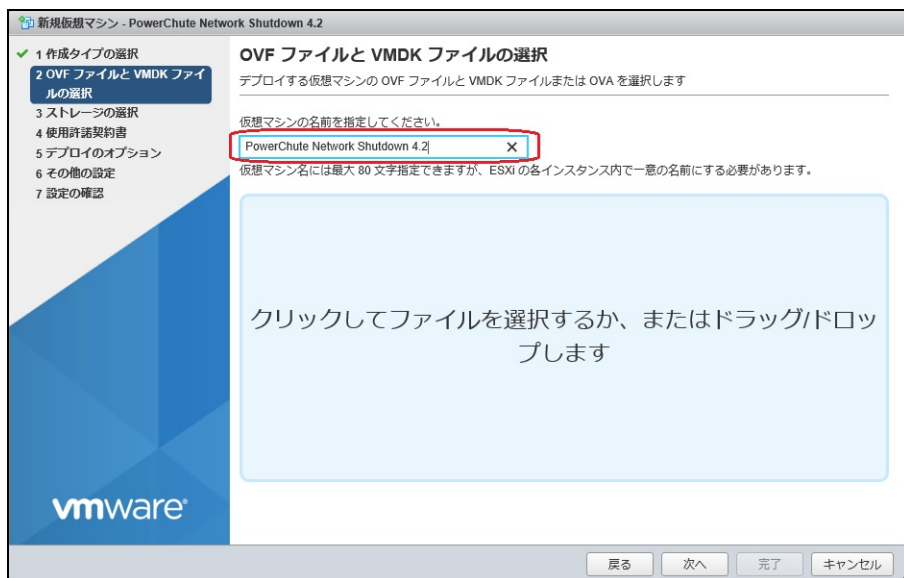 新規仮想マシン - PowerChute Network Shutdown 4.2
1 作成タイプの選択
2 OVF ファイルと VMDK ファイ
ルの選択
3 ストレージの選択
4 使用許諾契約書
5 デプロイのオプション
6 その他の設定
7 設定の確認
vmware
OVF ファイルと VMDK ファイルの選択
デプロイする仮想マシンの OVF ファイルと VMDK ファイルまたは OVA を選択します
仮想マシンの名前を指定してください。
PowerChute Network Shutdown 4.2
仮想マシン名には最大 80 文字指定できますが、ESXi の各インスタンス内で一意の名前にする必要があります。
クリックしてファイルを選択するか、またはドラッグ/ドロッ
プします
戻る
次へ
完了
キャンセル